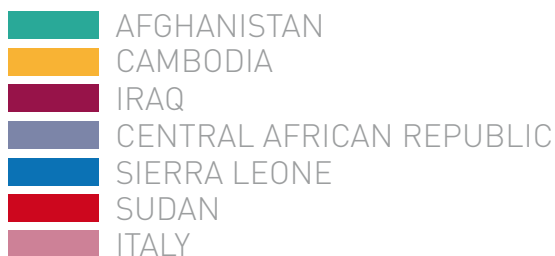 AFGHANISTAN
CAMBODIA
IRAQ
CENTRAL AFRICAN REPUBLIC
SIERRA LEONE
SUDAN
ITALY